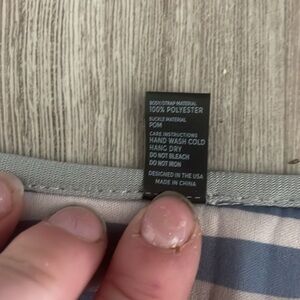 BODY/STRAP MATERIAL
100% POLYESTER
BUCKLE MATERIAL
POM
CARE INSTRUCTIONS
HAND WASH COLD
HANG DRY
DO NOT BLEACH
DO NOT IRON
DESIGNED IN THE USA
MADE IN CHINA